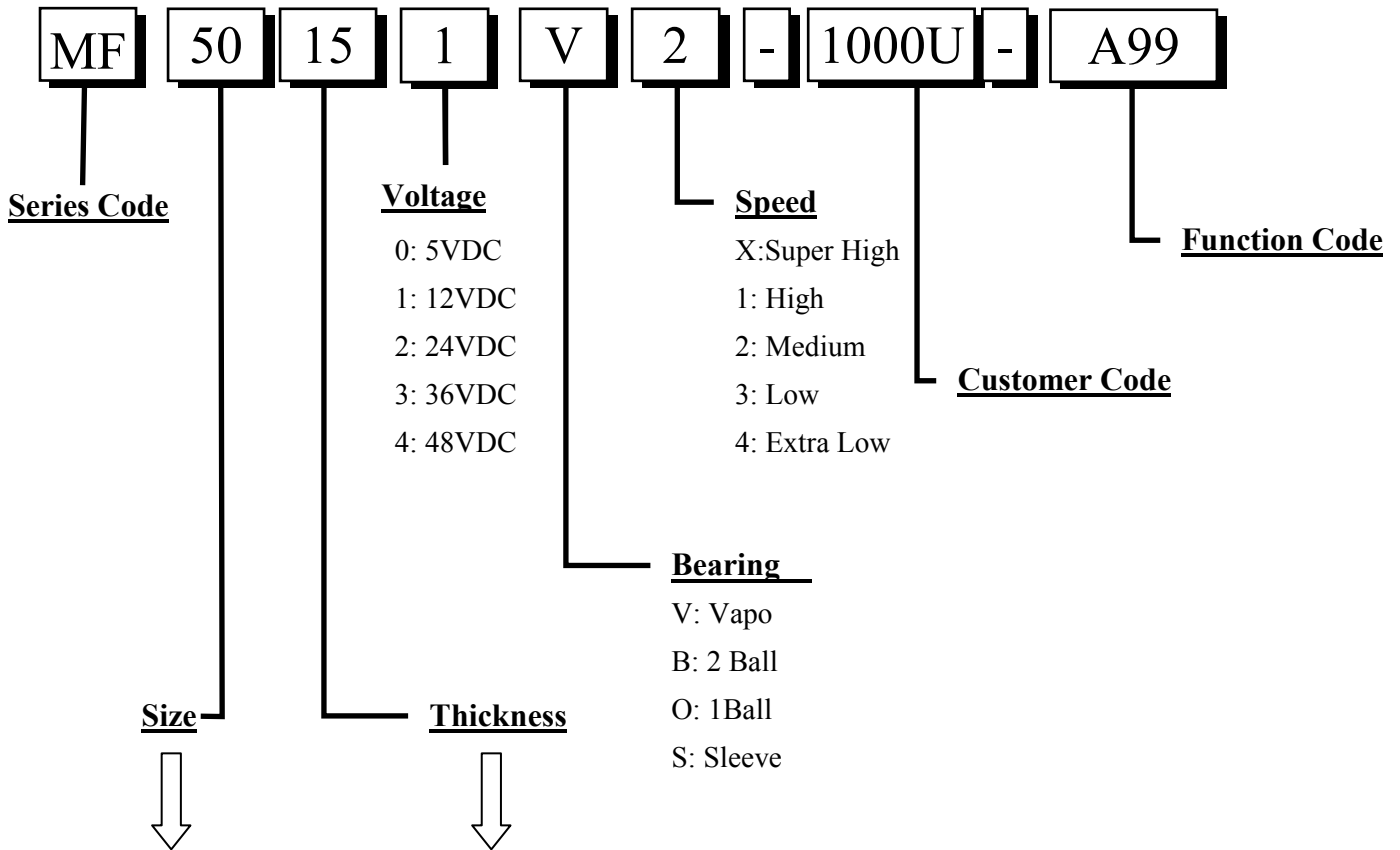 MF 50 15 1 V 2 - 1000U - A99
Series Code
Voltage
0: 5VDC
1: 12VDC
2: 24VDC
3: 36VDC
4: 48VDC
Speed
X:Super High
1: High
2: Medium
3: Low
4: Extra Low
Function Code
Customer Code
Bearing
V: Vapo
B: 2 Ball
O: 1Ball
S: Sleeve
Size
Thickness